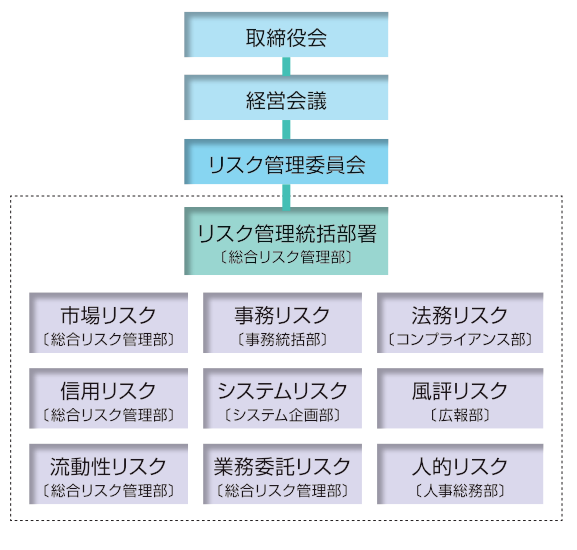 取締役会
経営会議
リスク管理委員会
リスク管理統括部署
〔総合リスク管理部〕
市場リスク
〔総合リスク管理部〕
事務リスク
〔事務統括部〕
法務リスク
〔コンプライアンス部〕
信用リスク
〔総合リスク管理部〕
システムリスク
〔システム企画部〕
風評リスク
〔広報部〕
流動性リスク
〔総合リスク管理部〕
業務委託リスク
〔総合リスク管理部〕
人的リスク
〔人事総務部〕